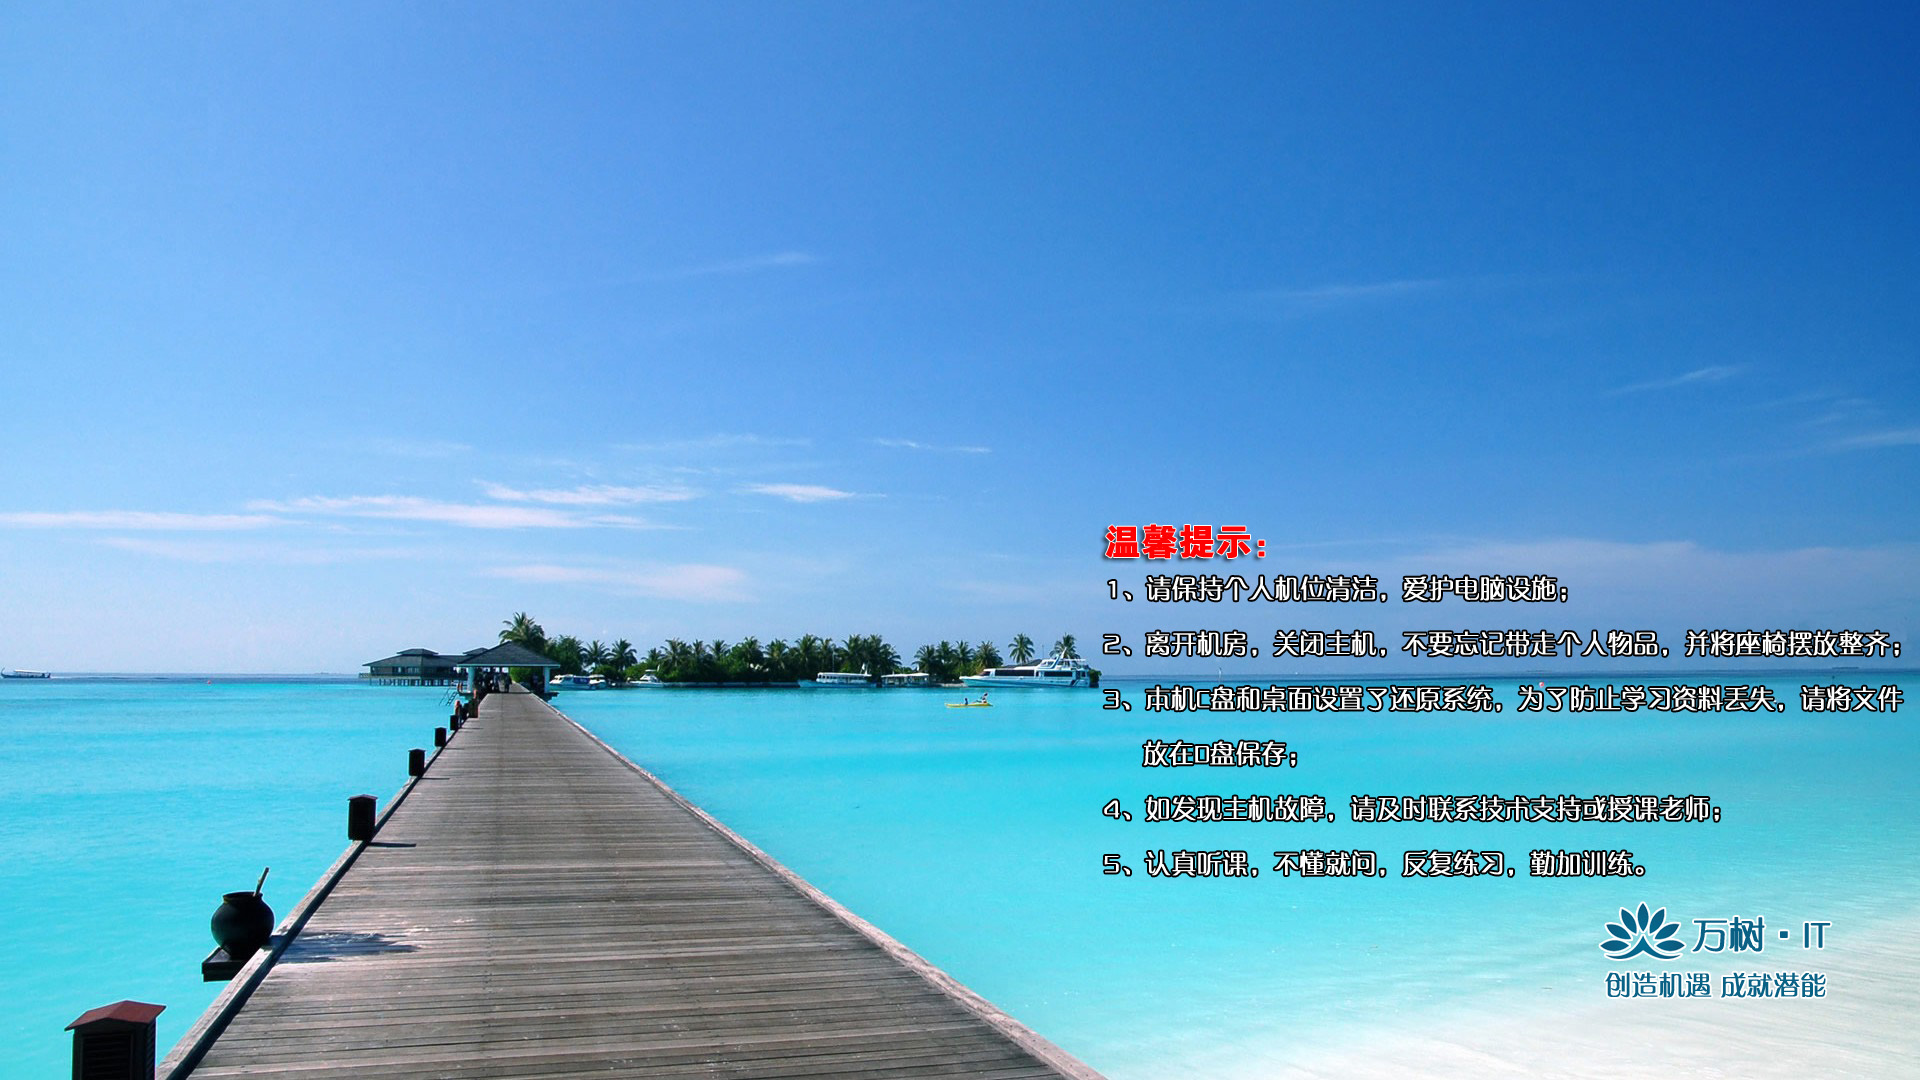 温馨提示：
1、请保持个人机位清洁，爱护电脑设施；
2、离开机房，关闭主机，不要忘记带走个人物品，并将座椅摆放整齐；
3、本机C盘和桌面设置了还原系统，为了防止学习资料丢失，请将文件
放在D盘保存；
4、如发现主机故障，请及时联系技术支持或授课老师；
5、认真听课，不懂就问，反复练习，勤加训练。
万树·IT
创造机遇 成就潜能